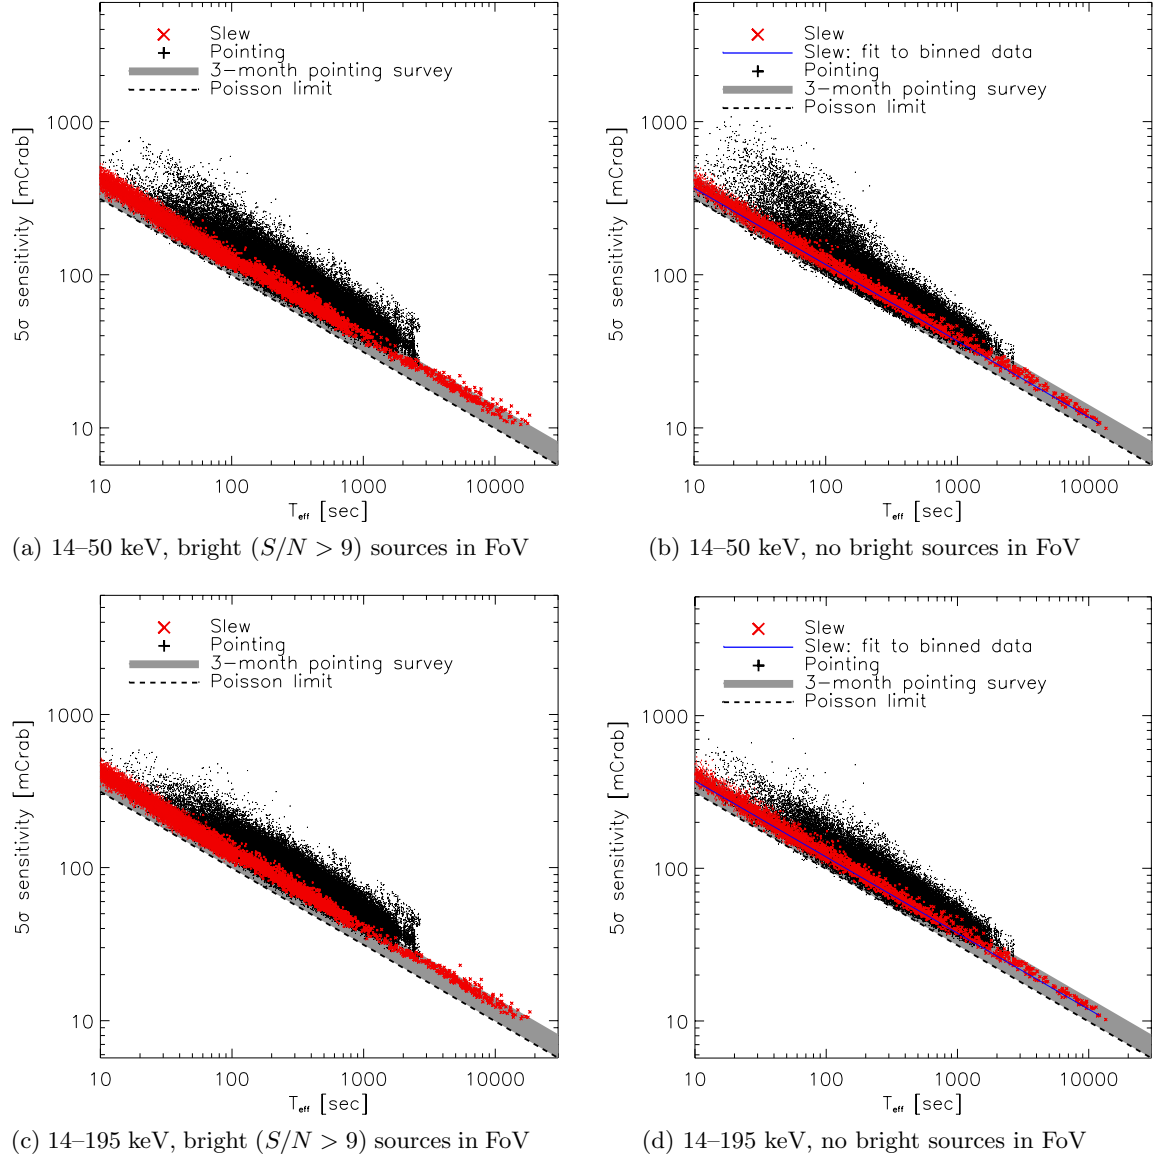 Slew
Pointing
3-month pointing survey
Poisson limit
1000
100
10
5σ sensitivity [mCrab]
10 100 1000 10000
T_eff [sec]
(a) 14–50 keV, bright (S/N > 9) sources in FoV
Slew
Slew: fit to binned data
Pointing
3-month pointing survey
Poisson limit
1000
100
10
5σ sensitivity [mCrab]
10 100 1000 10000
T_eff [sec]
(b) 14–50 keV, no bright sources in FoV
Slew
Pointing
3-month pointing survey
Poisson limit
1000
100
10
5σ sensitivity [mCrab]
10 100 1000 10000
T_eff [sec]
(c) 14–195 keV, bright (S/N > 9) sources in FoV
Slew
Slew: fit to binned data
Pointing
3-month pointing survey
Poisson limit
1000
100
10
5σ sensitivity [mCrab]
10 100 1000 10000
T_eff [sec]
(d) 14–195 keV, no bright sources in FoV